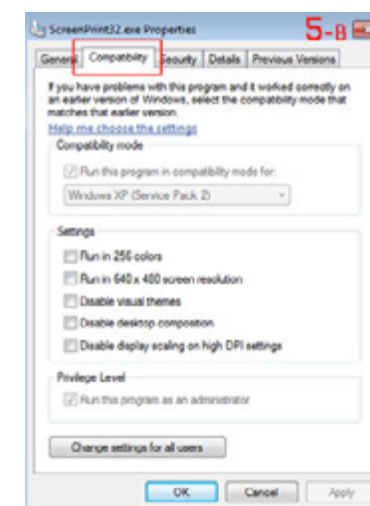 ScreenPrint32.exe Properties
5-B
General Compatibility Security Details Previous Versions
If you have problems with this program and it worked correctly on
an earlier version of Windows, select the compatibility mode that
matches that earlier version.
Help me choose the settings
Compatibility mode
Run this program in compatibility mode for:
Windows XP (Service Pack 2)
Settings
Run in 256 colors
Run in 640 x 480 screen resolution
Disable visual themes
Disable desktop composition
Disable display scaling on high DPI settings
Privilege Level
Run this program as an administrator
Change settings for all users
OK Cancel Apply